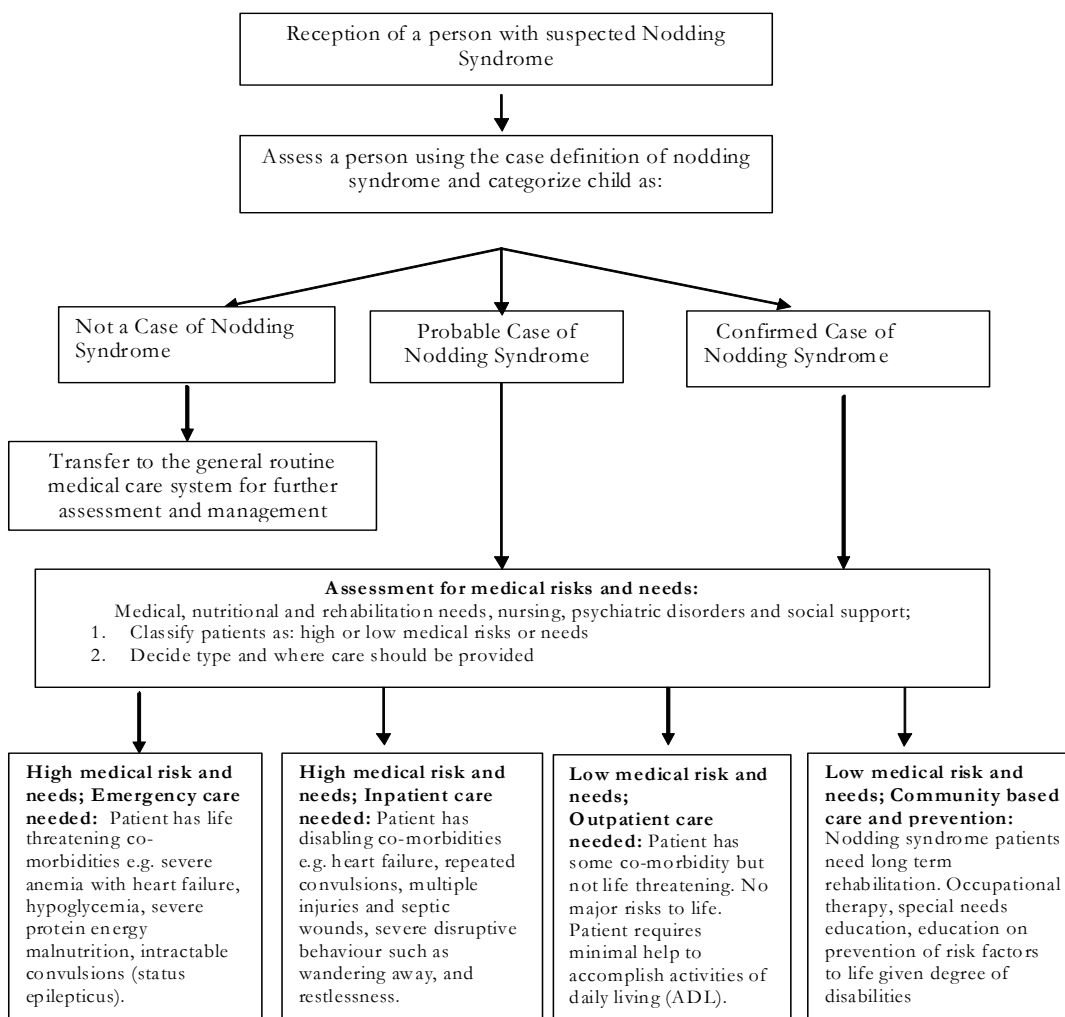 Reception of a person with suspected Nodding
Syndrome
Assess a person using the case definition of nodding
syndrome and categorize child as:
Not a Case of Nodding
Syndrome
Probable Case of
Nodding Syndrome
Confirmed Case of
Nodding Syndrome
Transfer to the general routine
medical care system for further
assessment and management
Assessment for medical risks and needs:
Medical, nutritional and rehabilitation needs, nursing, psychiatric disorders and social support;
1. Classify patients as: high or low medical risks or needs
2. Decide type and where care should be provided
High medical risk and
needs; Emergency care
needed: Patient has life
threatening co-
morbidities e.g. severe
anemia with heart failure,
hypoglycemia, severe
protein energy
malnutrition, intractable
convulsions (status
epilepticus).
High medical risk and
needs; Inpatient care
needed: Patient has
disabling co-morbidities
e.g. heart failure, repeated
convulsions, multiple
injuries and septic
wounds, severe disruptive
behaviour such as
wandering away, and
restlessness.
Low medical risk and
needs;
Outpatient care
needed: Patient has
some co-morbidity but
not life threatening. No
major risks to life.
Patient requires
minimal help to
accomplish activities of
daily living (ADL).
Low medical risk and
needs; Community based
care and prevention:
Nodding syndrome patients
need long term
rehabilitation. Occupational
therapy, special needs
education, education on
prevention of risk factors
to life given degree of
disabilities